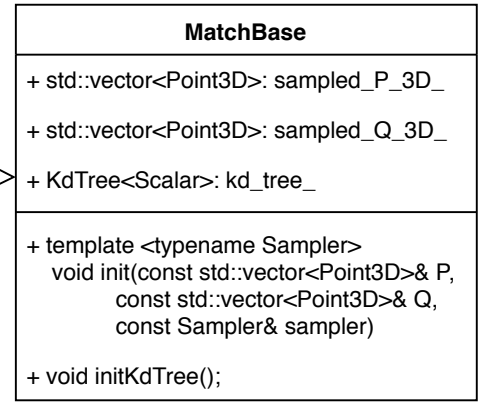 MatchBase
+ std::vector<Point3D>: sampled_P_3D_
+ std::vector<Point3D>: sampled_Q_3D_
+ KdTree<Scalar>: kd_tree_
+ template <typename Sampler>
void init(const std::vector<Point3D>& P,
const std::vector<Point3D>& Q,
const Sampler& sampler)
+ void initKdTree();